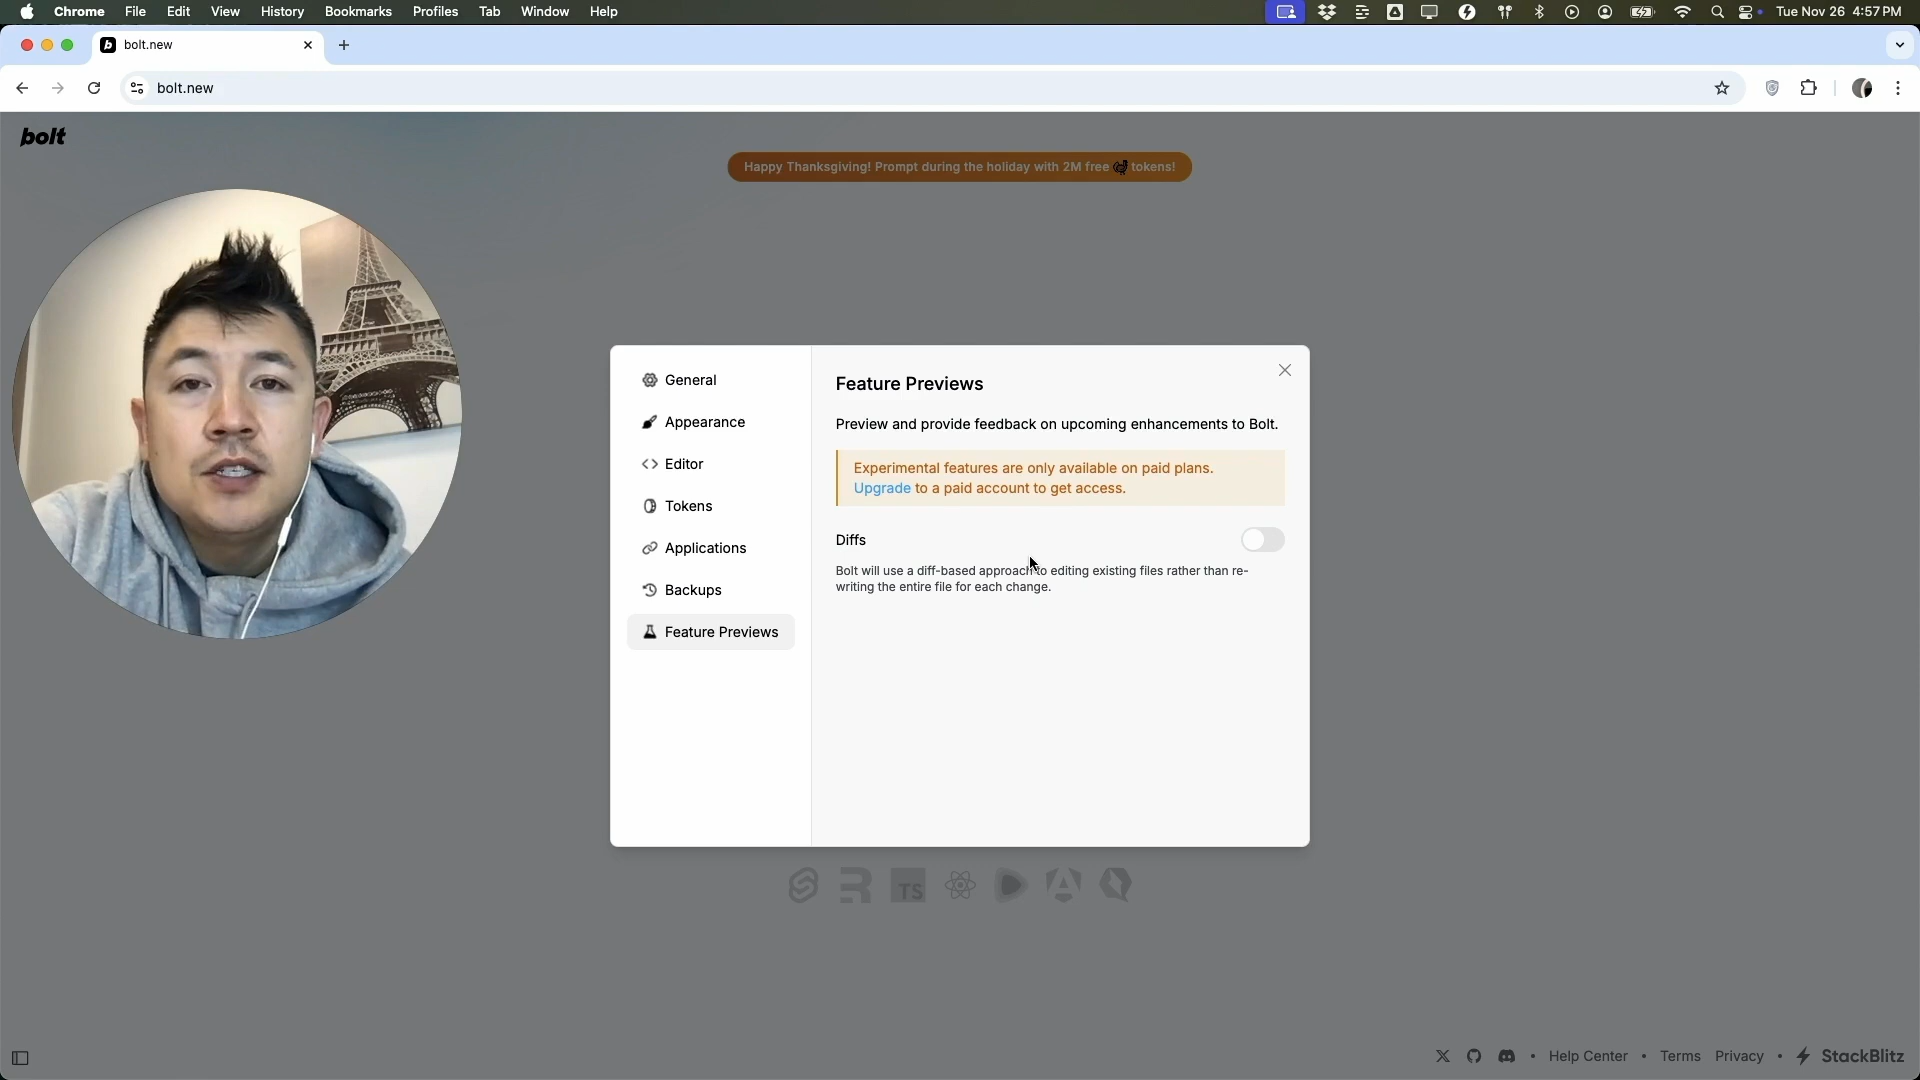 Chrome File Edit View History Bookmarks Profiles Tab Window Help Tue Nov 26 4:57 PM
bolt.new
bolt.new
bolt
Happy Thanksgiving! Prompt during the holiday with 2M free tokens!
General
Appearance
Editor
Tokens
Applications
Backups
Feature Previews
Feature Previews
Preview and provide feedback on upcoming enhancements to Bolt.
Experimental features are only available on paid plans.
Upgrade to a paid account to get access.
Diffs
Bolt will use a diff-based approach to editing existing files rather than re-
writing the entire file for each change.
TS
Help Center • Terms Privacy • StackBlitz